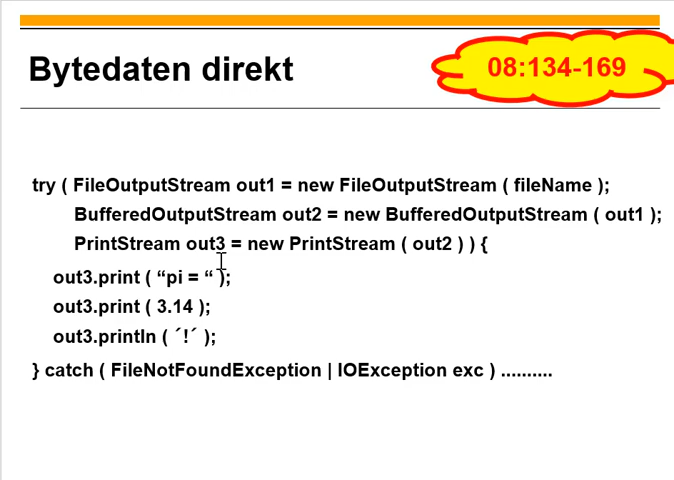 Bytedaten direkt
08:134-169
try ( FileOutputStream out1 = new FileOutputStream ( fileName );
BufferedOutputStream out2 = new BufferedOutputStream ( out1 );
PrintStream out3 = new PrintStream ( out2 ) ) {
out3.print ( “pi = “ );
out3.print ( 3.14 );
out3.println ( ´!´ );
} catch ( FileNotFoundException | IOException exc ) ..........